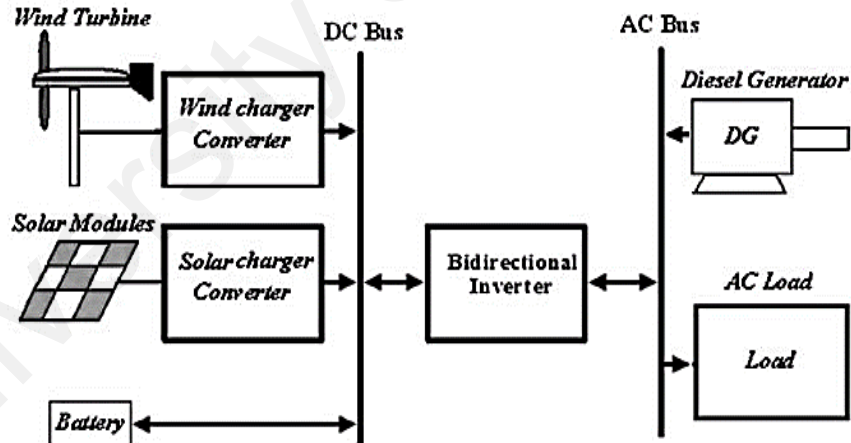 Wind Turbine
DC Bus
AC Bus
Wind charger
Converter
Diesel Generator
DG
Solar Modules
Solar charger
Converter
Bidirectional
Inverter
AC Load
Load
Battery